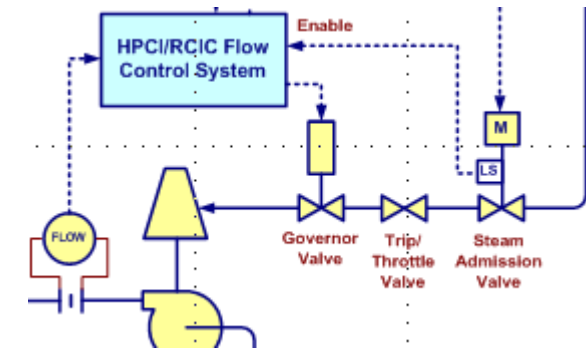 Enable
HPCI/RCIC Flow
Control System
M
LS
FLOW
Governor
Valve
Trip/
Throttle
Valve
Steam
Admission
Valve